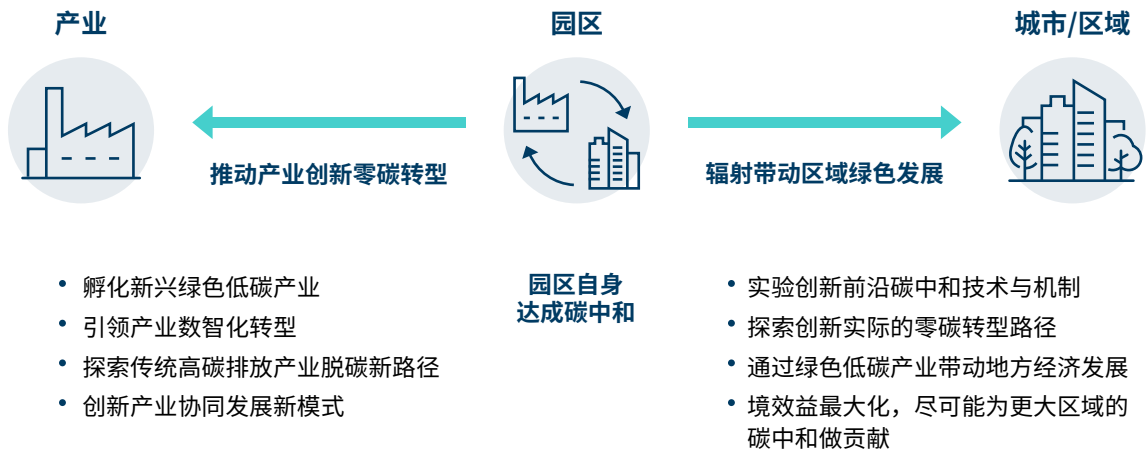 产业
园区
城市/区域
推动产业创新零碳转型
辐射带动区域绿色发展
• 孵化新兴绿色低碳产业
• 引领产业数智化转型
• 探索传统高碳排放产业脱碳新路径
• 创新产业协同发展新模式
园区自身
达成碳中和
• 实验创新前沿碳中和技术与机制
• 探索创新实际的零碳转型路径
• 通过绿色低碳产业带动地方经济发展
• 境效益最大化，尽可能为更大区域的
碳中和做贡献